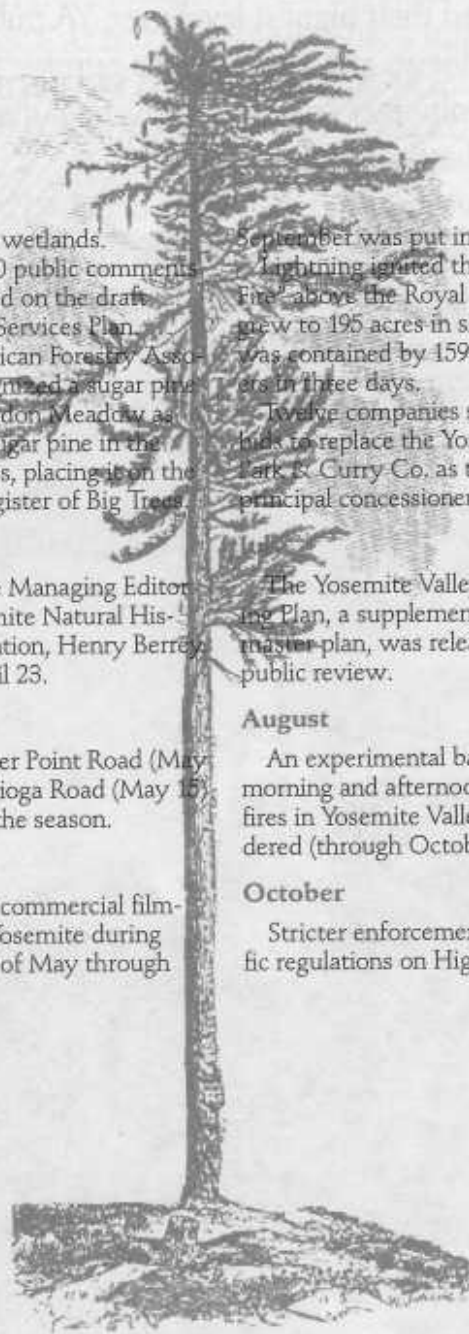 wetlands.
0 public comments
d on the draft
Services Plan.
ican Forestry Asso-
nized a sugar pine
don Meadow as
ugar pine in the
s, placing it on the
gister of Big Trees.
e Managing Editor
mite Natural His-
ation, Henry Berrey,
il 23.
er Point Road (May
ioga Road (May 15)
the season.
commercial film-
Yosemite during
of May through
September was put in
Lightning ignited th
Fire" above the Royal
grew to 195 acres in s
was contained by 159
ers in three days.
Twelve companies s
bids to replace the Yo
Park & Curry Co. as t
principal concessioner
The Yosemite Valle
ing Plan, a supplemen
master plan, was relea
public review.
August
An experimental ba
morning and afternoo
fires in Yosemite Valle
dered (through Octob
October
Stricter enforcemen
fic regulations on Hig